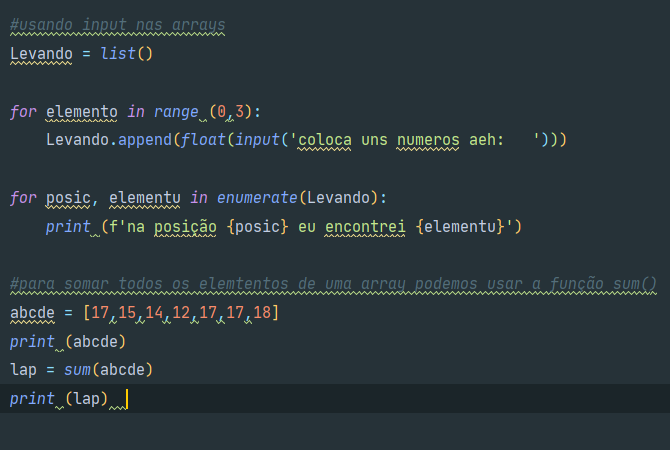 #usando input nas arrays
Levando = list()
for elemento in range (0,3):
Levando.append(float(input('coloca uns numeros aeh:   ')))
for posic, elementu in enumerate(Levando):
print (f'na posição {posic} eu encontrei {elementu}')
#para somar todos os elemtentos de uma array podemos usar a função sum()
abcde = [17,15,14,12,17,17,18]
print (abcde)
lap = sum(abcde)
print (lap)